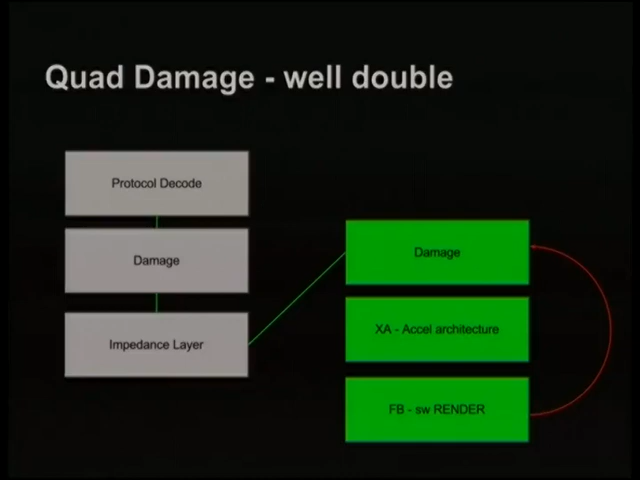 Quad Damage - well double
Protocol Decode
Damage
Impedance Layer
Damage
XA - Accel architecture
FB - sw RENDER